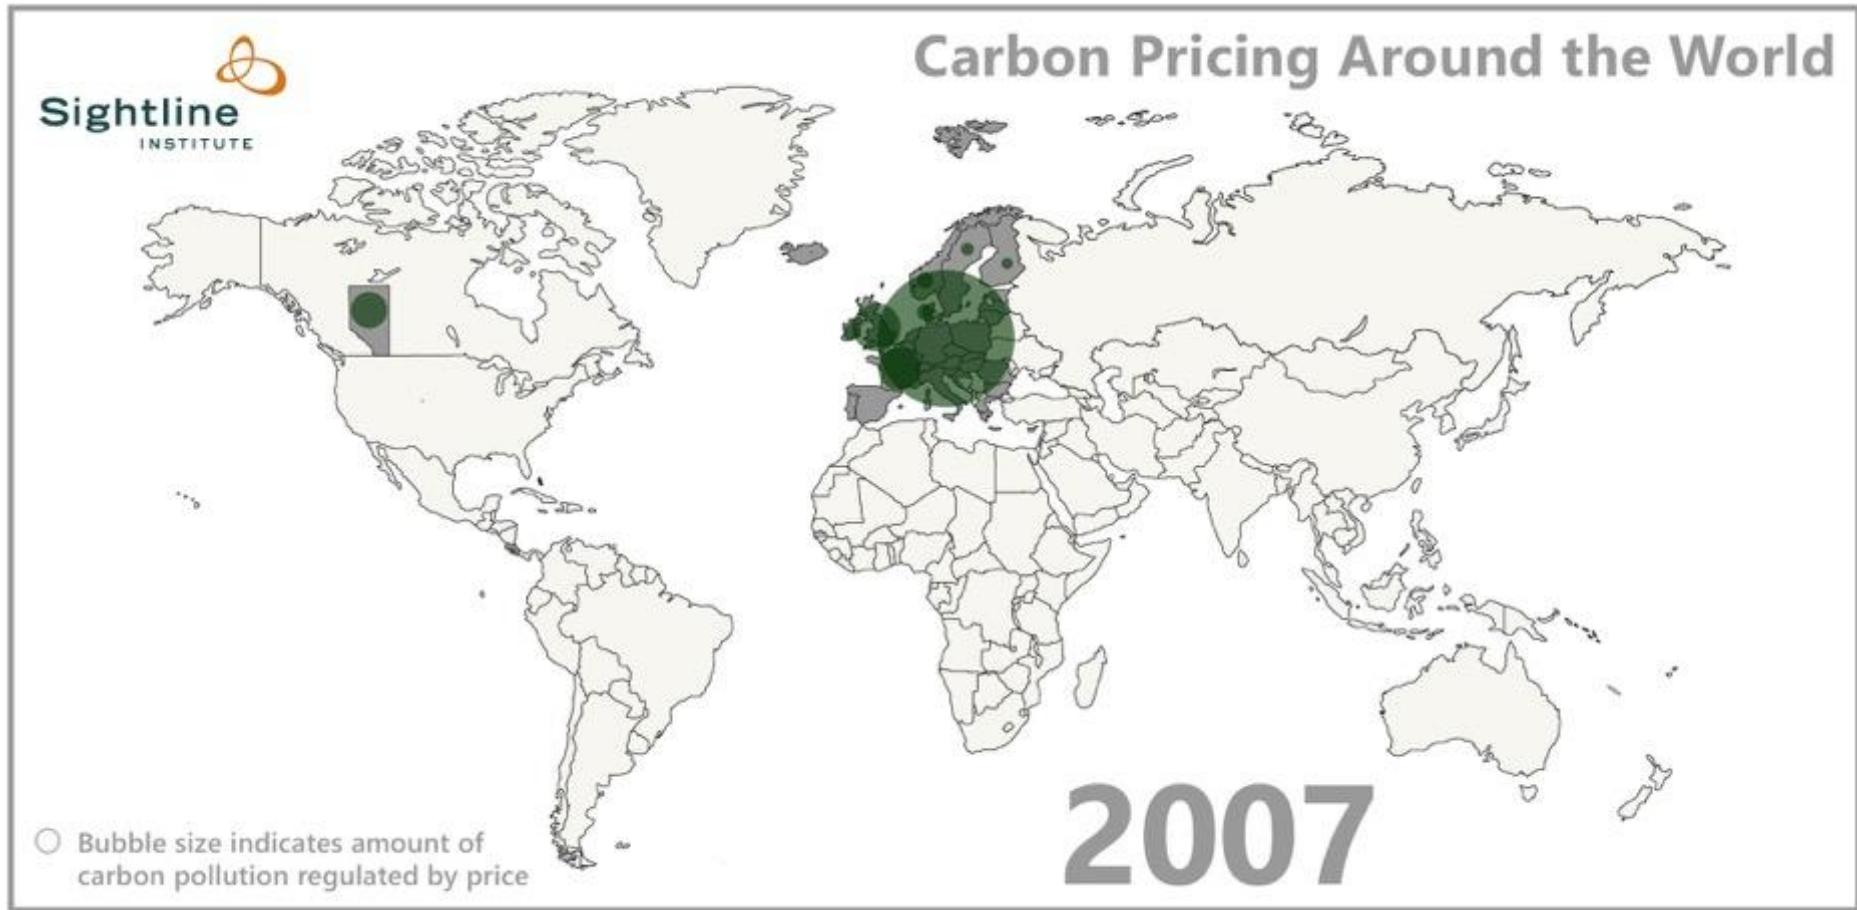 Sightline
INSTITUTE
Carbon Pricing Around the World
2007
Bubble size indicates amount of
carbon pollution regulated by price